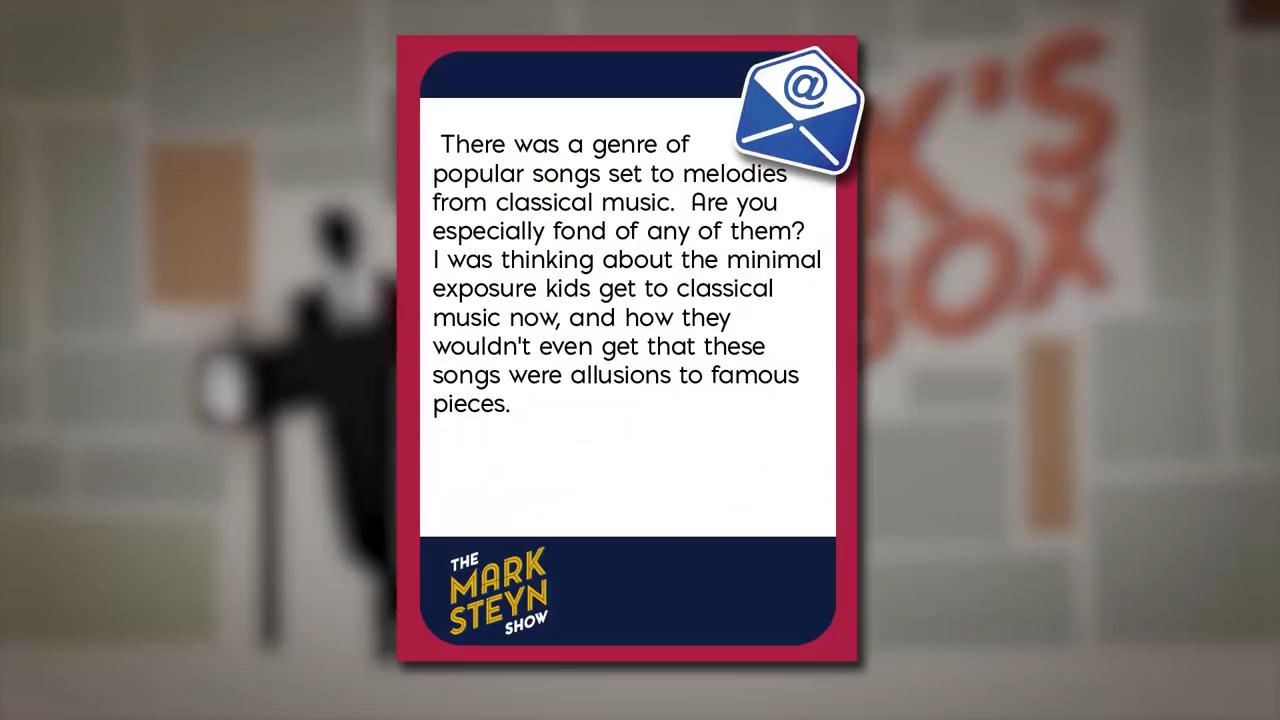 There was a genre of
popular songs set to melodies
from classical music.  Are you
especially fond of any of them?
I was thinking about the minimal
exposure kids get to classical
music now, and how they
wouldn't even get that these
songs were allusions to famous
pieces.
THE
MARK
STEYN
SHOW
K'S
OX